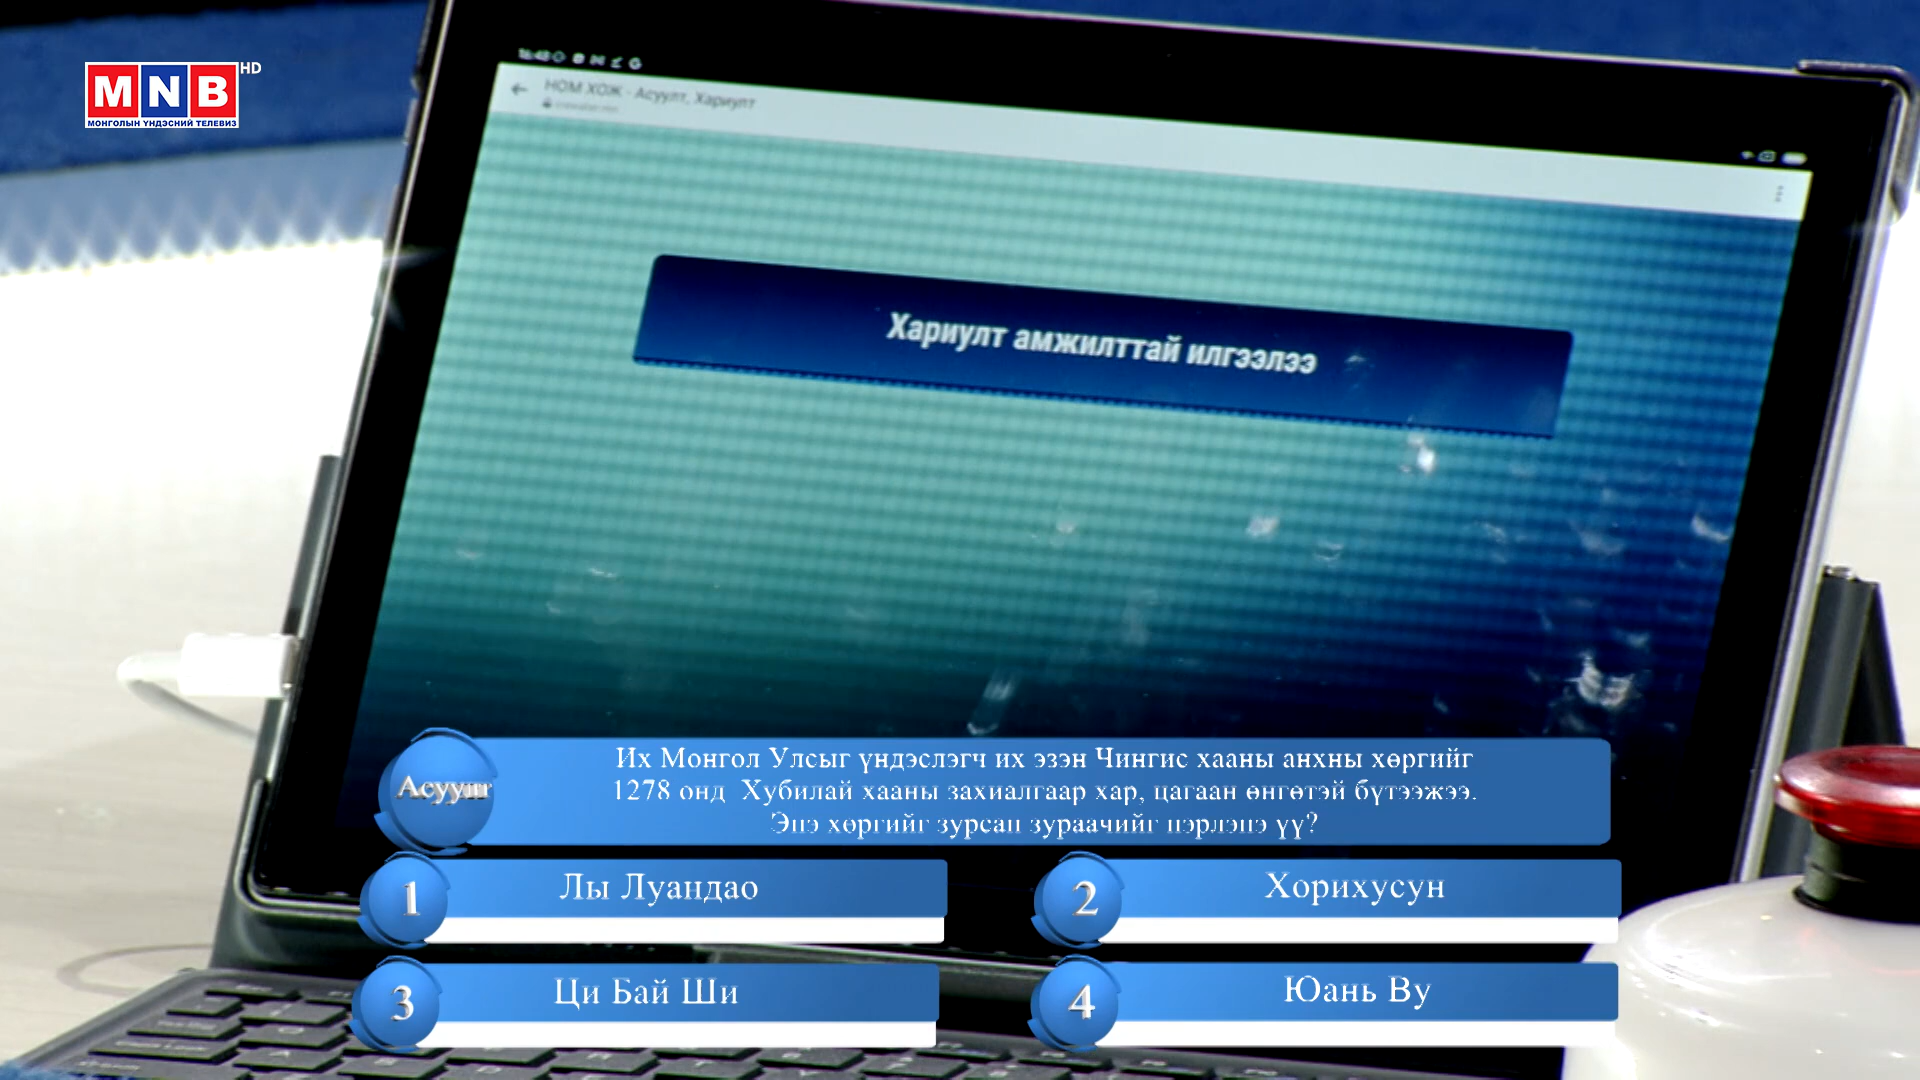 MNB HD
МОНГОЛЫН ҮНДЭСНИЙ ТЕЛЕВИЗ
НОМ ХОЖ - Асуулт, Хариулт
Хариулт амжилттай илгээлээ
Асуулт
Их Монгол Улсыг үндэслэгч их эзэн Чингис хааны анхны хөргийг
1278 онд Хубилай хааны захиалгаар хар, цагаан өнгөтэй бүтээжээ.
Энэ хөргийг зурсан зураачийг нэрлэнэ үү?
1 Лы Луандао
2 Хорихусун
3 Ци Бай Ши
4 Юань Ву